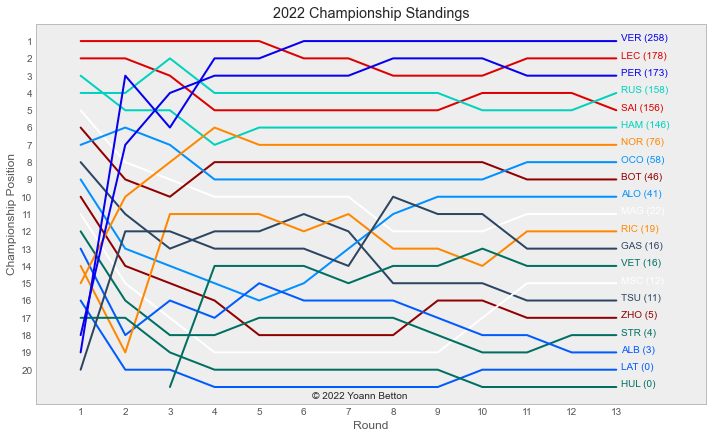 2022 Championship Standings
Championship Position
1
2
3
4
5
6
7
8
9
10
11
12
13
14
15
16
17
18
19
20
VER (258)
LEC (178)
PER (173)
RUS (158)
SAI (156)
HAM (146)
NOR (76)
OCO (58)
BOT (46)
ALO (41)
MAG (22)
RIC (19)
GAS (16)
VET (16)
MSC (12)
TSU (11)
ZHO (5)
STR (4)
ALB (3)
LAT (0)
HUL (0)
© 2022 Yoann Betton
1 2 3 4 5 6 7 8 9 10 11 12 13
Round